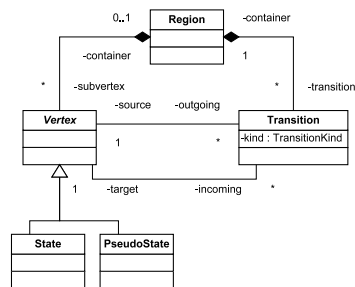 0..1
Region
-container
-container
1
*
-subvertex
*
-transition
-source
-outgoing
Vertex
Transition
-kind : TransitionKind
1
*
1
-target
-incoming
*
State
PseudoState